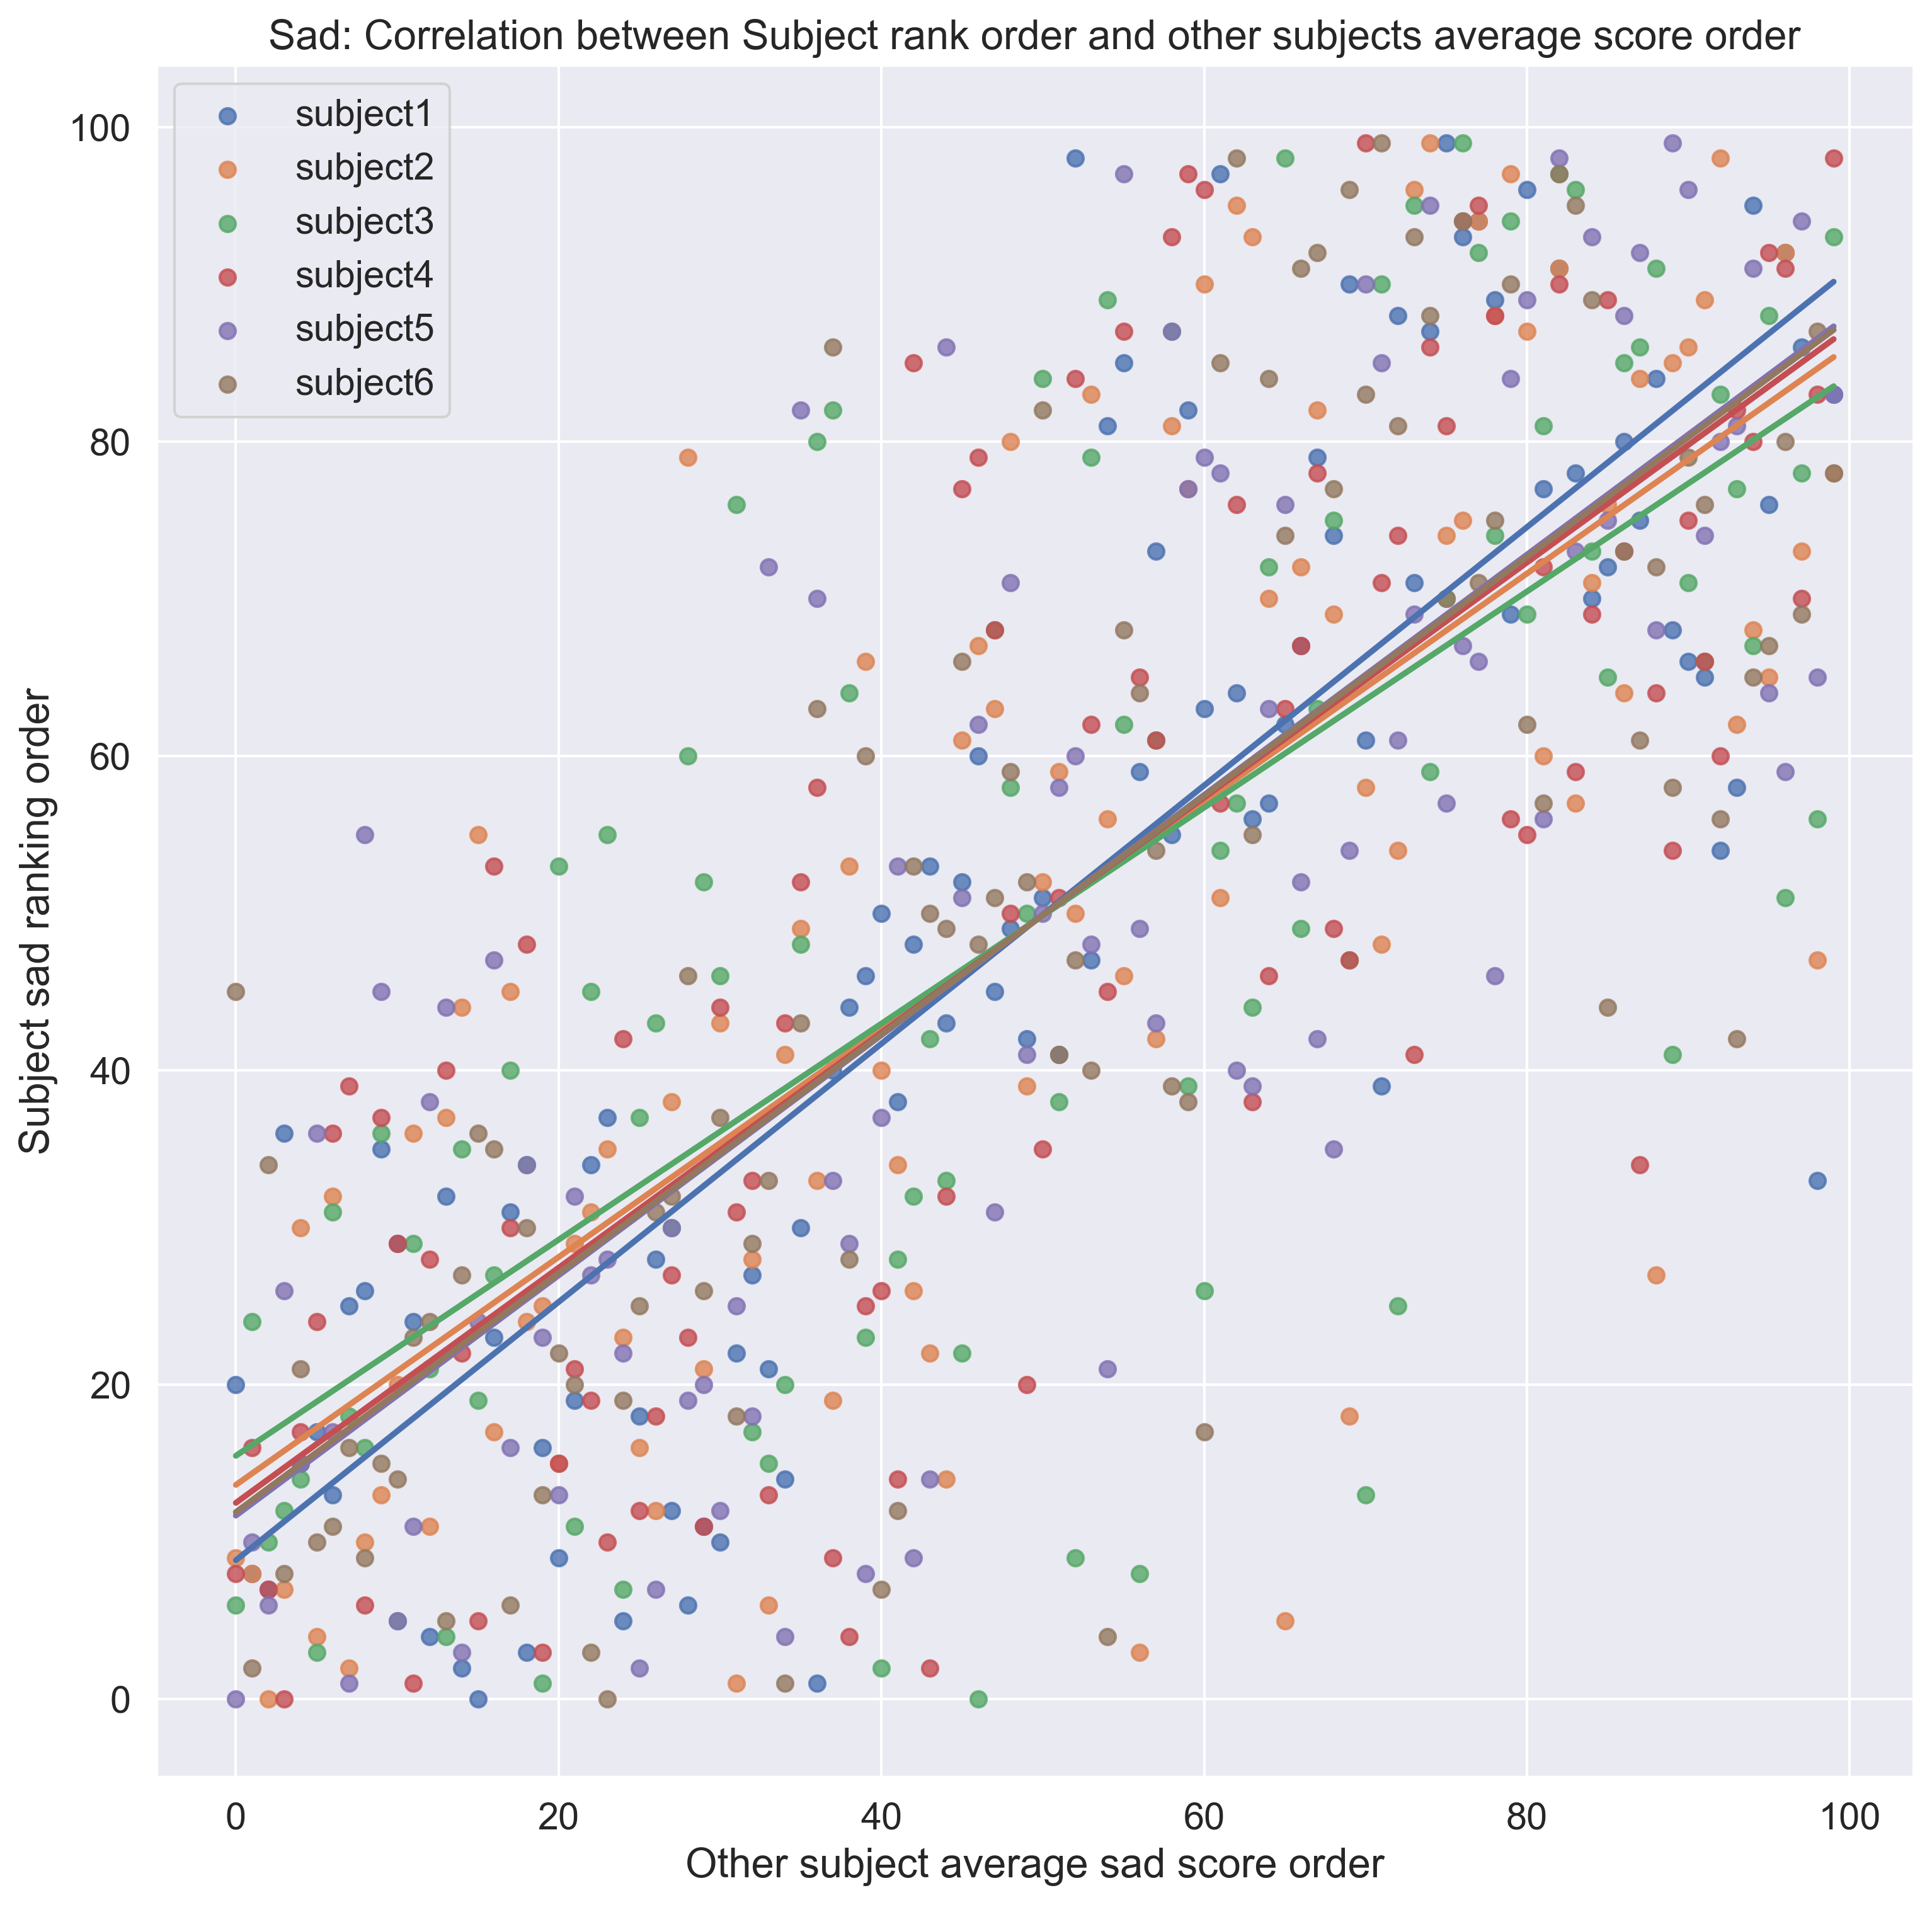 Sad: Correlation between Subject rank order and other subjects average score order
subject1
subject2
subject3
subject4
subject5
subject6
100
80
60
40
20
0
Subject sad ranking order
0 20 40 60 80 100
Other subject average sad score order